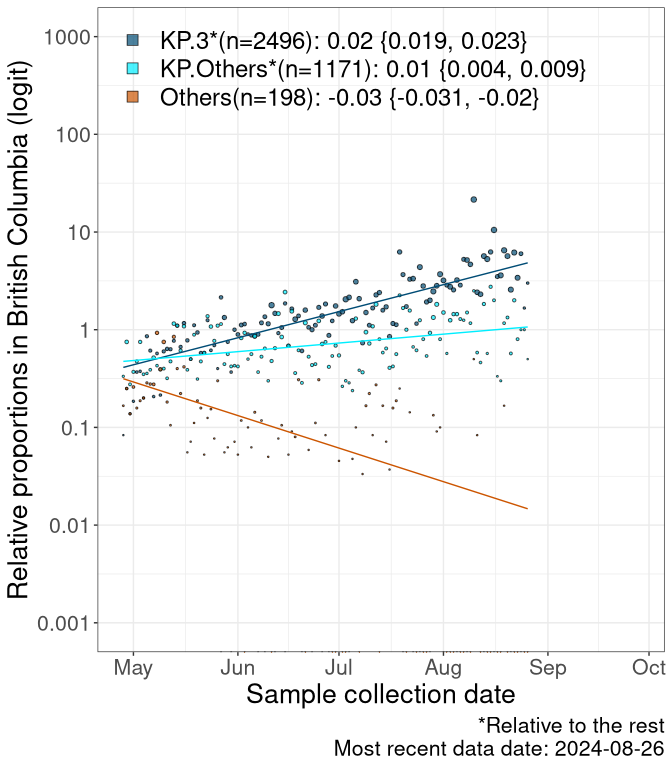 KP.3*(n=2496): 0.02 {0.019, 0.023}
KP.Others*(n=1171): 0.01 {0.004, 0.009}
Others(n=198): -0.03 {-0.031, -0.02}
Relative proportions in British Columbia (logit)
1000
100
10
1
0.1
0.01
0.001
May Jun Jul Aug Sep Oct
Sample collection date
*Relative to the rest
Most recent data date: 2024-08-26